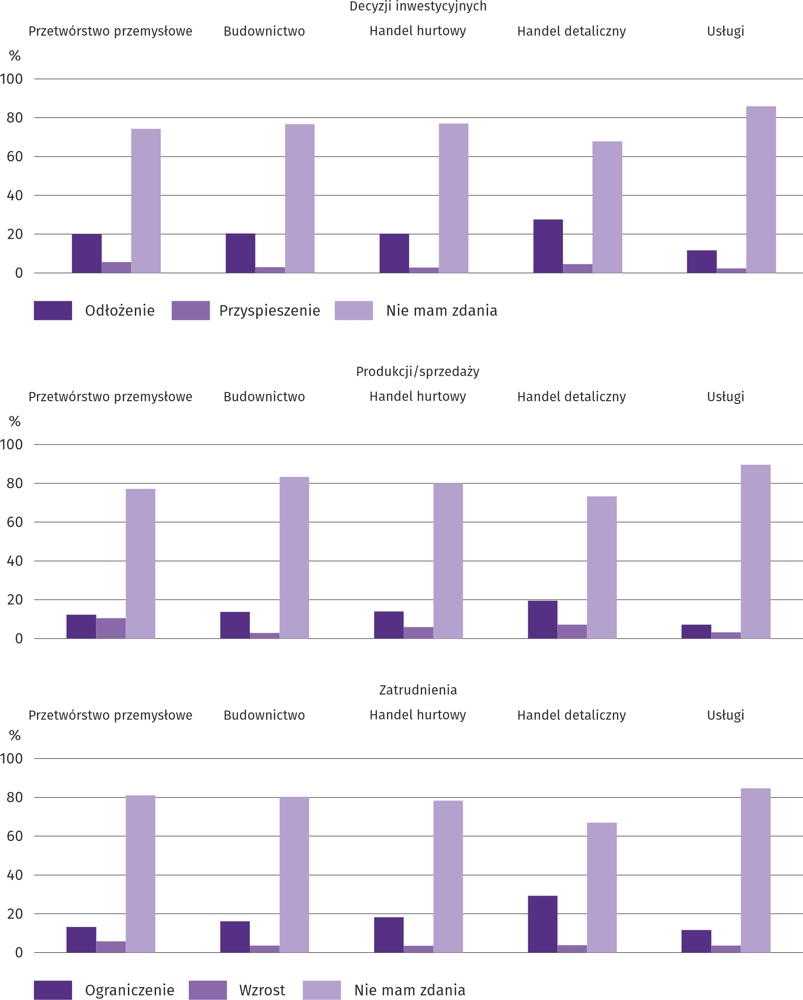 Decyzji inwestycyjnych
Przetwórstwo przemysłowe Budownictwo Handel hurtowy Handel detaliczny Usługi
%
100
80
60
40
20
0
Odłożenie Przyspieszenie Nie mam zdania
Produkcji/sprzedaży
Przetwórstwo przemysłowe Budownictwo Handel hurtowy Handel detaliczny Usługi
%
100
80
60
40
20
0
Zatrudnienia
Przetwórstwo przemysłowe Budownictwo Handel hurtowy Handel detaliczny Usługi
%
100
80
60
40
20
0
Ograniczenie Wzrost Nie mam zdania